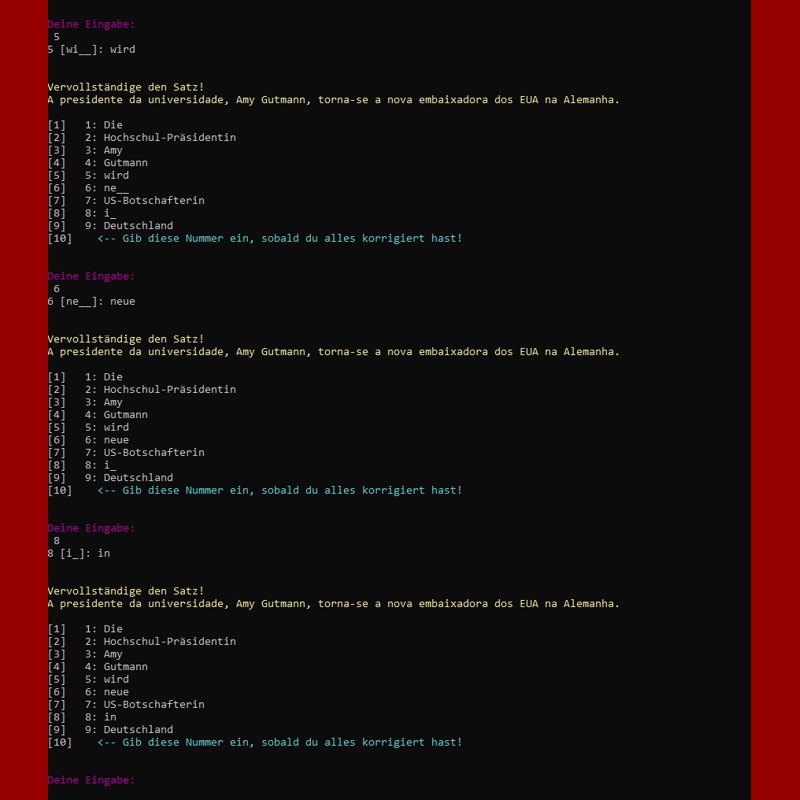 Deine Eingabe:
5
5 [wi__]: wird
Vervollständige den Satz!
A presidente da universidade, Amy Gutmann, torna-se a nova embaixadora dos EUA na Alemanha.
[1] 1: Die
[2] 2: Hochschul-Präsidentin
[3] 3: Amy
[4] 4: Gutmann
[5] 5: wird
[6] 6: ne__
[7] 7: US-Botschafterin
[8] 8: i_
[9] 9: Deutschland
[10] <-- Gib diese Nummer ein, sobald du alles korrigiert hast!
Deine Eingabe:
6
6 [ne__]: neue
Vervollständige den Satz!
A presidente da universidade, Amy Gutmann, torna-se a nova embaixadora dos EUA na Alemanha.
[1] 1: Die
[2] 2: Hochschul-Präsidentin
[3] 3: Amy
[4] 4: Gutmann
[5] 5: wird
[6] 6: neue
[7] 7: US-Botschafterin
[8] 8: i_
[9] 9: Deutschland
[10] <-- Gib diese Nummer ein, sobald du alles korrigiert hast!
Deine Eingabe:
8
8 [i_]: in
Vervollständige den Satz!
A presidente da universidade, Amy Gutmann, torna-se a nova embaixadora dos EUA na Alemanha.
[1] 1: Die
[2] 2: Hochschul-Präsidentin
[3] 3: Amy
[4] 4: Gutmann
[5] 5: wird
[6] 6: neue
[7] 7: US-Botschafterin
[8] 8: in
[9] 9: Deutschland
[10] <-- Gib diese Nummer ein, sobald du alles korrigiert hast!
Deine Eingabe: